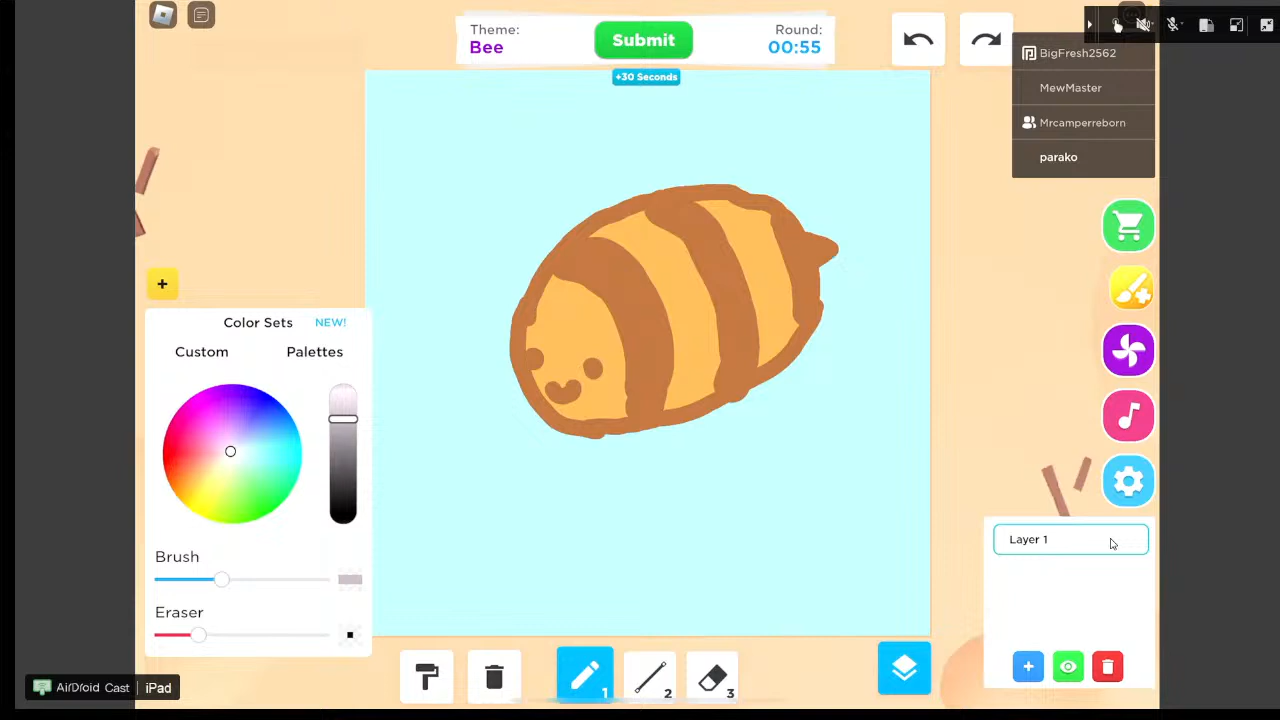 Theme:
Bee
Submit
Round:
00:55
+30 Seconds
BigFresh2562
MewMaster
Mrcamperreborn
parako
+
Color Sets NEW!
Custom Palettes
Brush
Eraser
Layer 1
+
1
2
3
AirDroid Cast | iPad